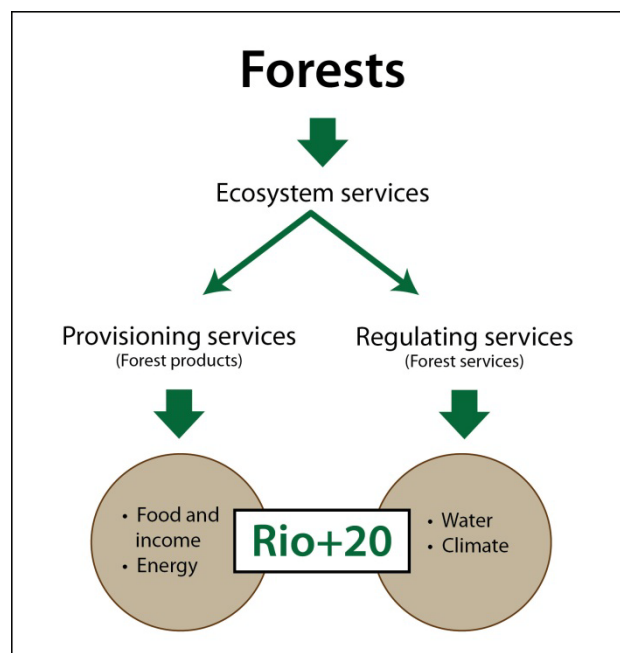 Forests
Ecosystem services
Provisioning services
(Forest products)
Regulating services
(Forest services)
• Food and
income
• Energy
Rio+20
• Water
• Climate